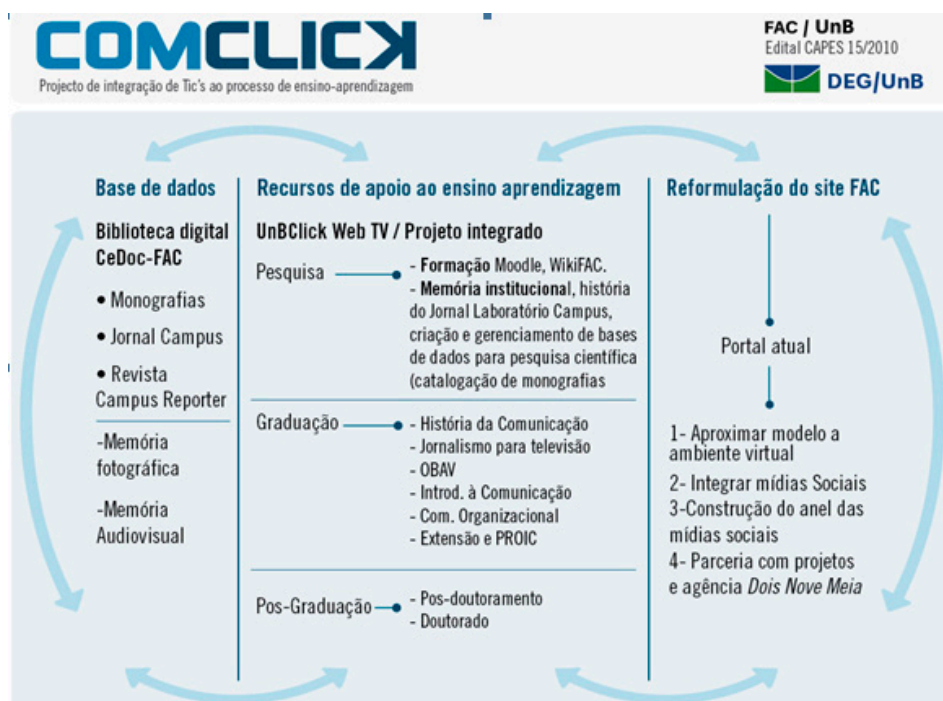 COMCLICK
Projecto de integração de Tic's ao processo de ensino-aprendizagem
FAC / UnB
Edital CAPES 15/2010
DEG/UnB
Base de dados
Biblioteca digital
CeDoc-FAC
• Monografias
• Jornal Campus
• Revista
Campus Reporter
-Memória
fotográfica
-Memória
Audiovisual
Recursos de apoio ao ensino aprendizagem
UnBClick Web TV / Projeto integrado
Pesquisa
- Formação Moodle, WikiFAC.
- Memória institucional, história
do Jornal Laboratório Campus,
criação e gerenciamento de bases
de dados para pesquisa científica
(catalogação de monografias
Graduação
- História da Comunicação
- Jornalismo para televisão
- OBAV
- Introd. à Comunicação
- Com. Organizacional
- Extensão e PROIC
Pos-Graduação
- Pos-doutoramento
- Doutorado
Reformulação do site FAC
Portal atual
1- Aproximar modelo a
ambiente virtual
2- Integrar mídias Sociais
3-Construção do anel das
mídias sociais
4- Parceria com projetos
e agência Dois Nove Meia